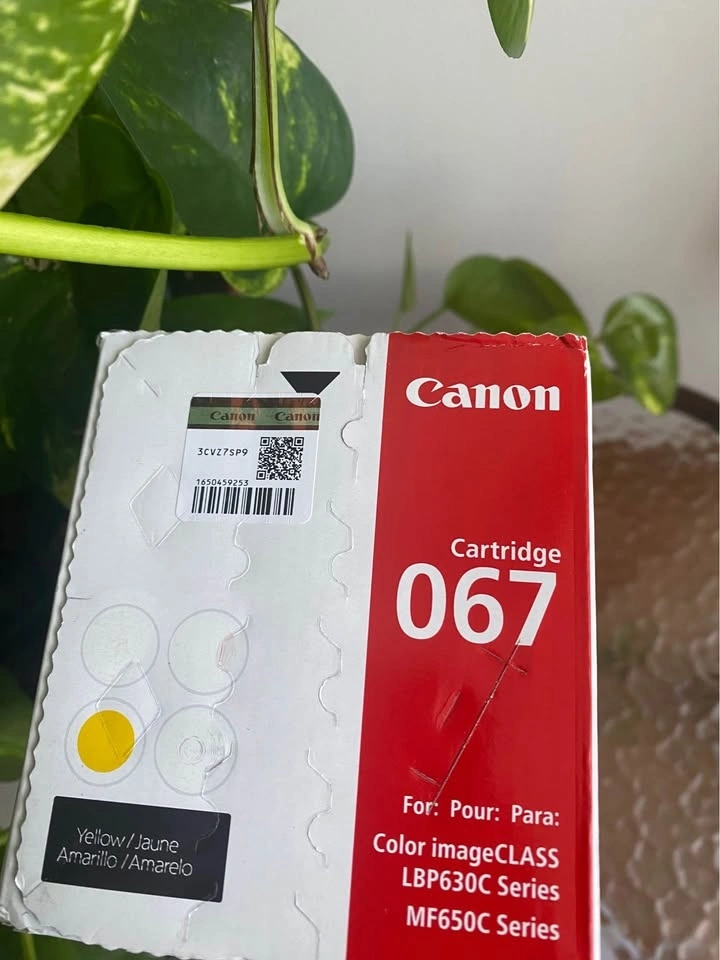 Canon Canon
3CVZ7SP9
1650459253
Canon
Cartridge
067
For: Pour: Para:
Color imageCLASS
LBP630C Series
MF650C Series
Yellow/Jaune
Amarillo/Amarelo